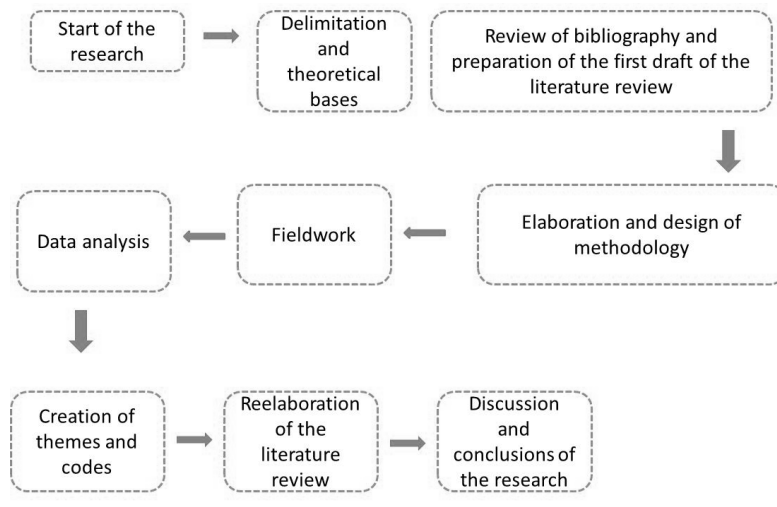 Start of the
research
Delimitation
and
theoretical
bases
Review of bibliography and
preparation of the first draft of the
literature review
Elaboration and design of
methodology
Fieldwork
Data analysis
Creation of
themes and
codes
Reelaboration
of the
literature
review
Discussion
and
conclusions of
the research